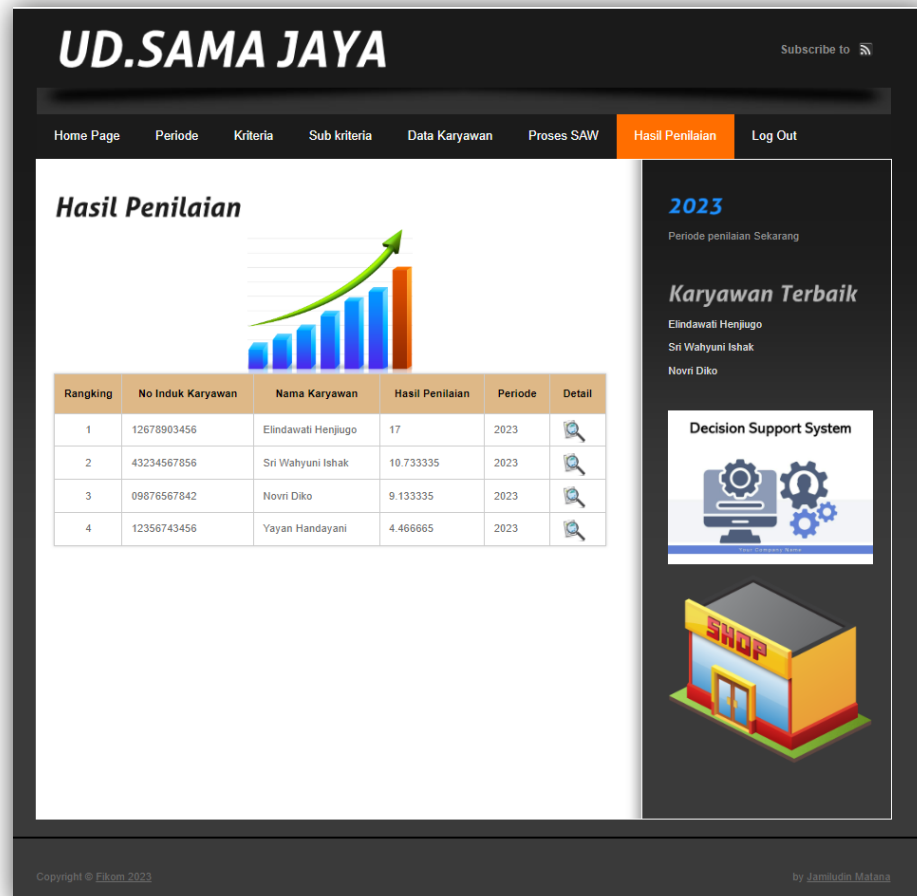 UD.SAMA JAYA
Subscribe to
Home Page Periode Kriteria Sub kriteria Data Karyawan Proses SAW Hasil Penilaian Log Out
Hasil Penilaian
Rangking No Induk Karyawan Nama Karyawan Hasil Penilaian Periode Detail
1 12678903456 Elindawati Henjiugo 17 2023
2 43234567856 Sri Wahyuni Ishak 10.733335 2023
3 09876567842 Novri Diko 9.133335 2023
4 12356743456 Yayan Handayani 4.466665 2023
2023
Periode penilaian Sekarang
Karyawan Terbaik
Elindawati Henjiugo
Sri Wahyuni Ishak
Novri Diko
Decision Support System
Your Company Name
SHOP
Copyright © Fikom 2023
by Jamiludin Matana